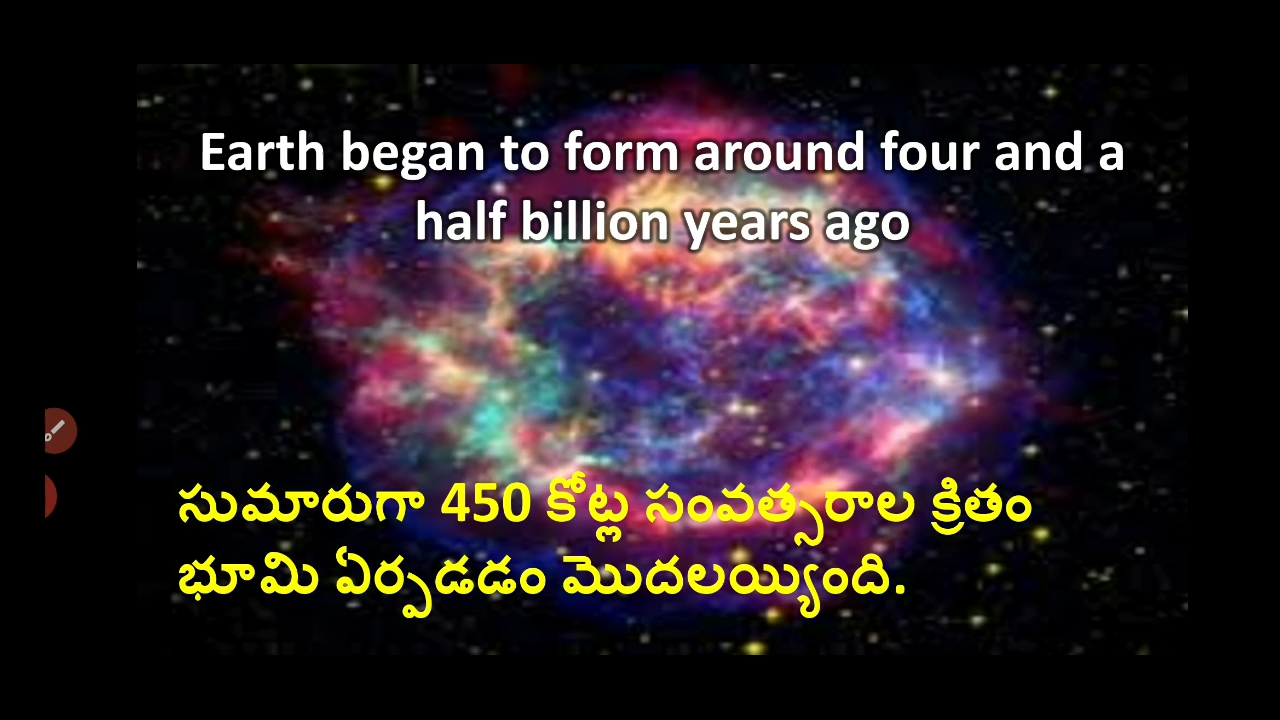 Earth began to form around four and a
half billion years ago
సుమారుగా 450 కోట్ల సంవత్సరాల క్రితం
భూమి ఏర్పడడం మొదలయ్యింది.